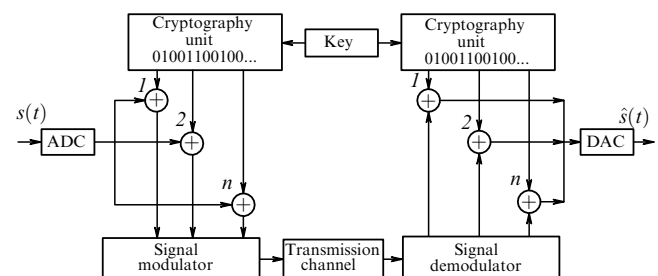 Cryptography
unit
01001100100...
Key
Cryptography
unit
01001100100...
1
2
n
s(t)
ADC
1
2
n
ŝ(t)
DAC
Signal
modulator
Transmission
channel
Signal
demodulator